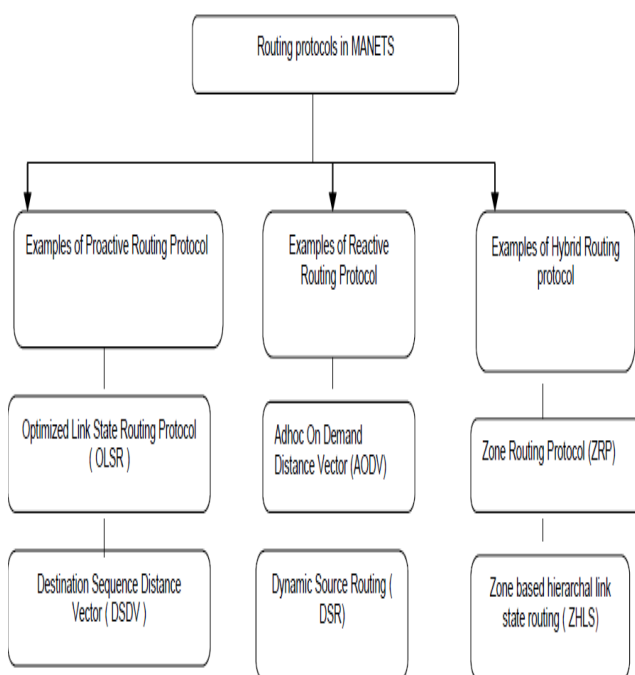 Routing protocols in MANETS
Examples of Proactive Routing Protocol
Examples of Reactive
Routing Protocol
Examples of Hybrid Routing
protocol
Optimized Link State Routing Protocol
( OLSR )
Adhoc On Demand
Distance Vector (AODV)
Zone Routing Protocol (ZRP)
Destination Sequence Distance
Vector ( DSDV )
Dynamic Source Routing (
DSR)
Zone based hierarchal link
state routing ( ZHLS)